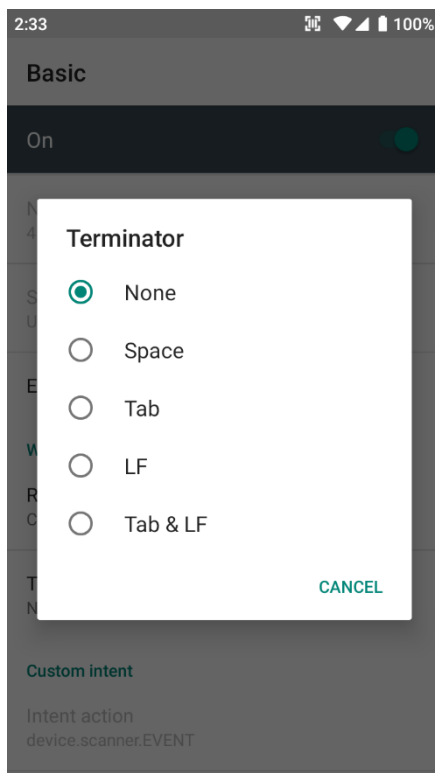 2:33
100%
Basic
On
N
4
Terminator
None
S
U
Space
E
Tab
W
LF
R
C
Tab & LF
T
N
CANCEL
Custom intent
Intent action
device.scanner.EVENT